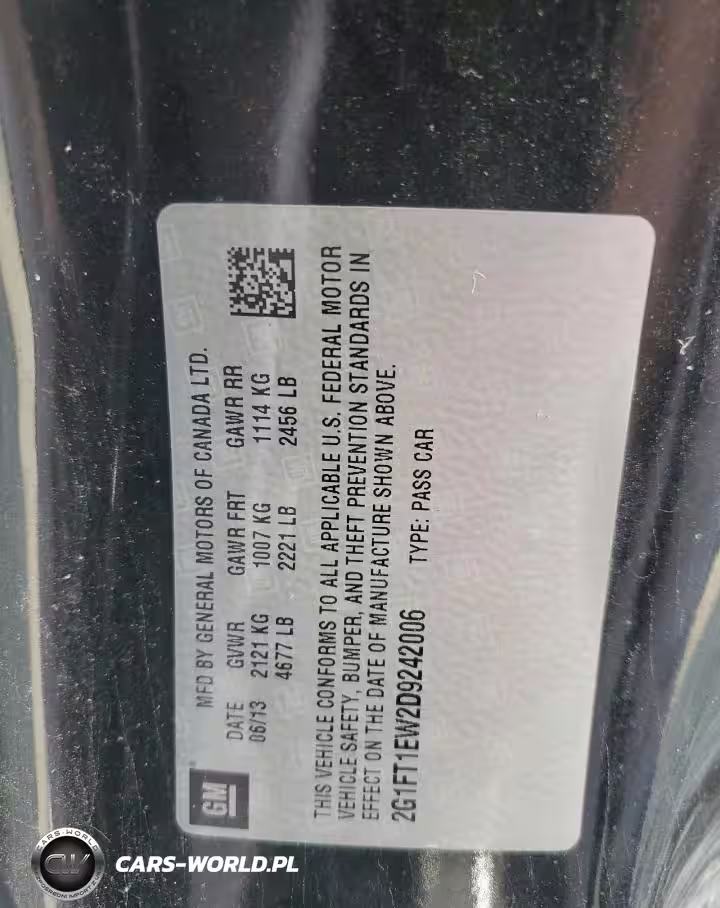 GM
MFD BY GENERAL MOTORS OF CANADA LTD.
DATE GVWR GAWR FRT GAWR RR
06/13 2121 KG 1007 KG 1114 KG
4677 LB 2221 LB 2456 LB
THIS VEHICLE CONFORMS TO ALL APPLICABLE U.S. FEDERAL MOTOR
VEHICLE SAFETY, BUMPER, AND THEFT PREVENTION STANDARDS IN
EFFECT ON THE DATE OF MANUFACTURE SHOWN ABOVE.
2G1FT1EW2D9242006 TYPE: PASS CAR
CARS-WORLD
CW
CARS-WORLD.PL